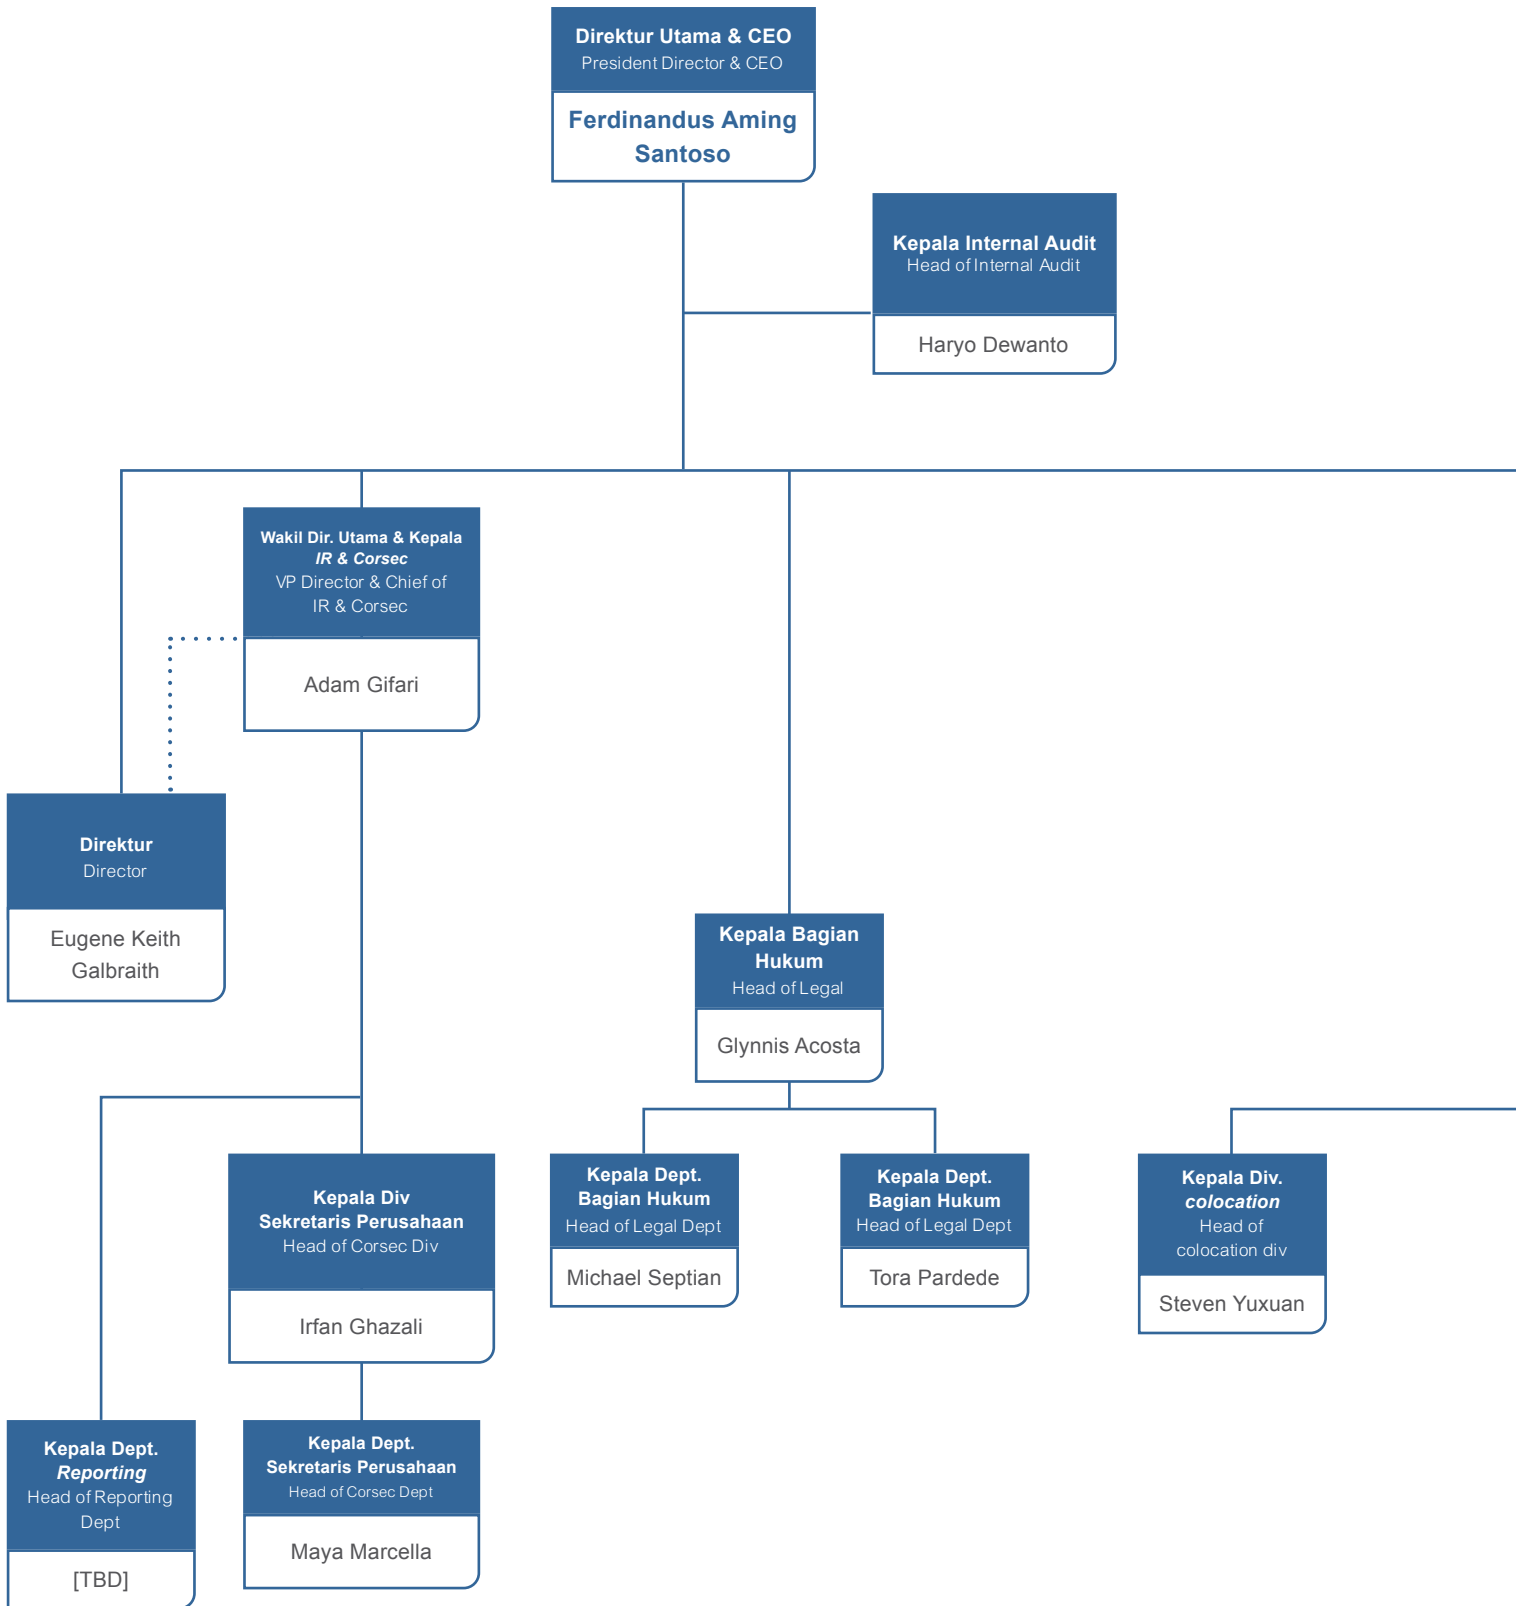 Direktur Utama & CEO
President Director & CEO
Ferdinandus Aming
Santoso
Kepala Internal Audit
Head of Internal Audit
Haryo Dewanto
Wakil Dir. Utama & Kepala
IR & Corsec
VP Director & Chief of
IR & Corsec
Adam Gifari
Direktur
Director
Eugene Keith
Galbraith
Kepala Bagian
Hukum
Head of Legal
Glynnis Acosta
Kepala Div
Sekretaris Perusahaan
Head of Corsec Div
Irfan Ghazali
Kepala Dept.
Bagian Hukum
Head of Legal Dept
Michael Septian
Kepala Dept.
Bagian Hukum
Head of Legal Dept
Tora Pardede
Kepala Div.
colocation
Head of
colocation div
Steven Yuxuan
Kepala Dept.
Reporting
Head of Reporting
Dept
[TBD]
Kepala Dept.
Sekretaris Perusahaan
Head of Corsec Dept
Maya Marcella